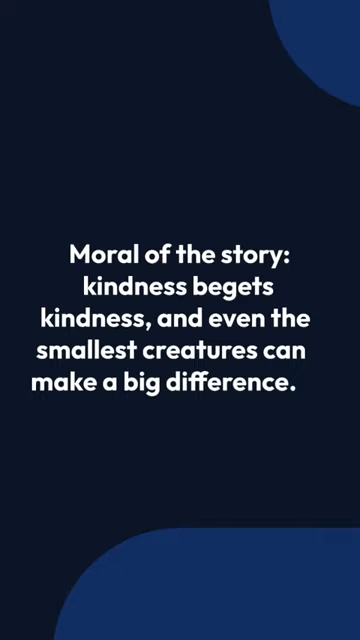 Moral of the story:
kindness begets
kindness, and even the
smallest creatures can
make a big difference.